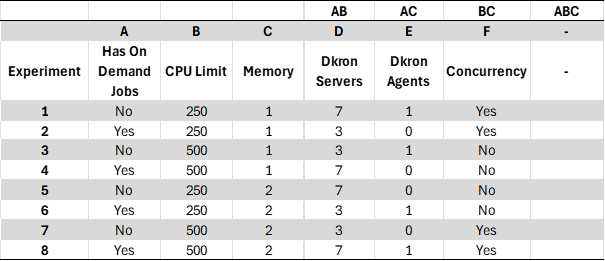 AB AC BC ABC
A B C D E F -
Experiment Has On Demand Jobs CPU Limit Memory Dkron Servers Dkron Agents Concurrency -
1 No 250 1 7 1 Yes
2 Yes 250 1 3 0 Yes
3 No 500 1 3 1 No
4 Yes 500 1 7 0 No
5 No 250 2 7 0 No
6 Yes 250 2 3 1 No
7 No 500 2 3 0 Yes
8 Yes 500 2 7 1 Yes